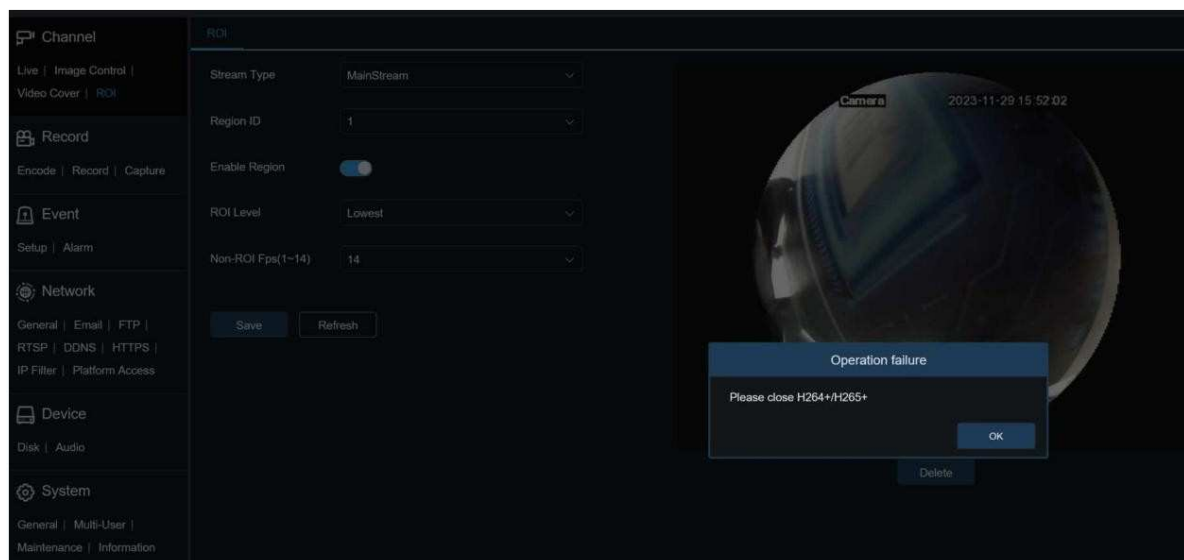 Channel
Live | Image Control |
Video Cover | ROI
Record
Encode | Record | Capture
Event
Setup | Alarm
Network
General | Email | FTP |
RTSP | DDNS | HTTPS |
IP Filter | Platform Access
Device
Disk | Audio
System
General | Multi-User |
Maintenance | Information
ROI
Stream Type MainStream
Region ID 1
Enable Region
ROI Level Lowest
Non-ROI Fps(1~14) 14
Save Refresh
Camera 2023-11-29 15:52:02
Operation failure
Please close H264+/H265+
OK
Delete